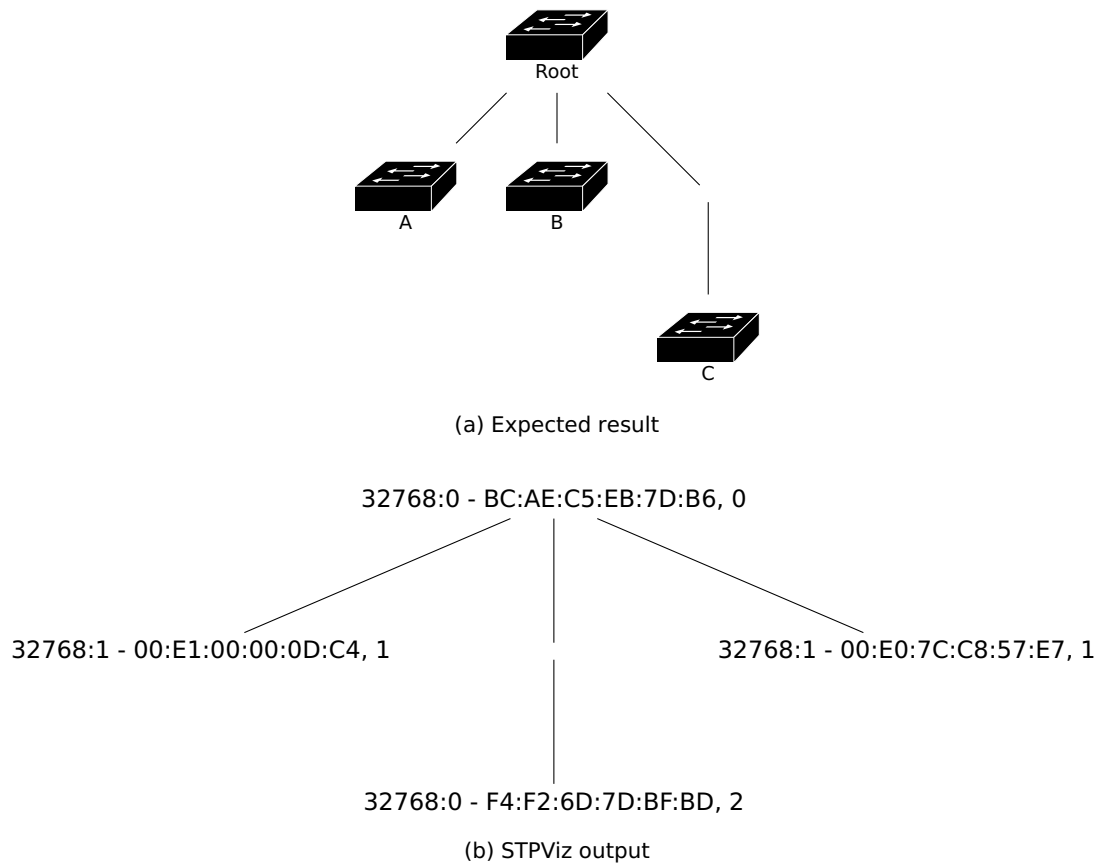 Root
A
B
C
(a) Expected result
32768:0 - BC:AE:C5:EB:7D:B6, 0
32768:1 - 00:E1:00:00:0D:C4, 1
32768:1 - 00:E0:7C:C8:57:E7, 1
32768:0 - F4:F2:6D:7D:BF:BD, 2
(b) STPViz output